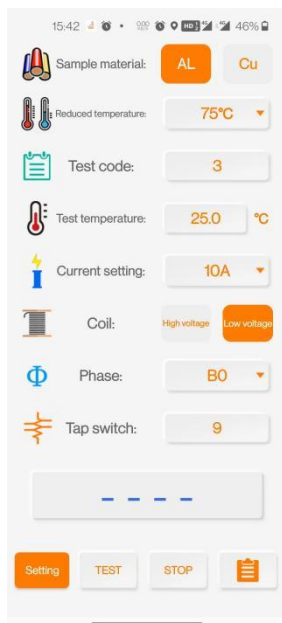 15:42 46%
Sample material: AL Cu
Reduced temperature: 75°C
Test code: 3
Test temperature: 25.0 °C
Current setting: 10A
Coil: High voltage Low voltage
Phase: B0
Tap switch: 9
– – – –
Setting TEST STOP